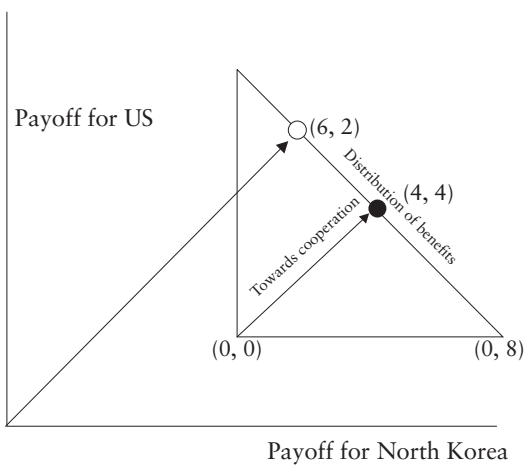 Payoff for US
(6, 2)
Distribution of benefits
(4, 4)
Towards cooperation
(0, 0)
(0, 8)
Payoff for North Korea